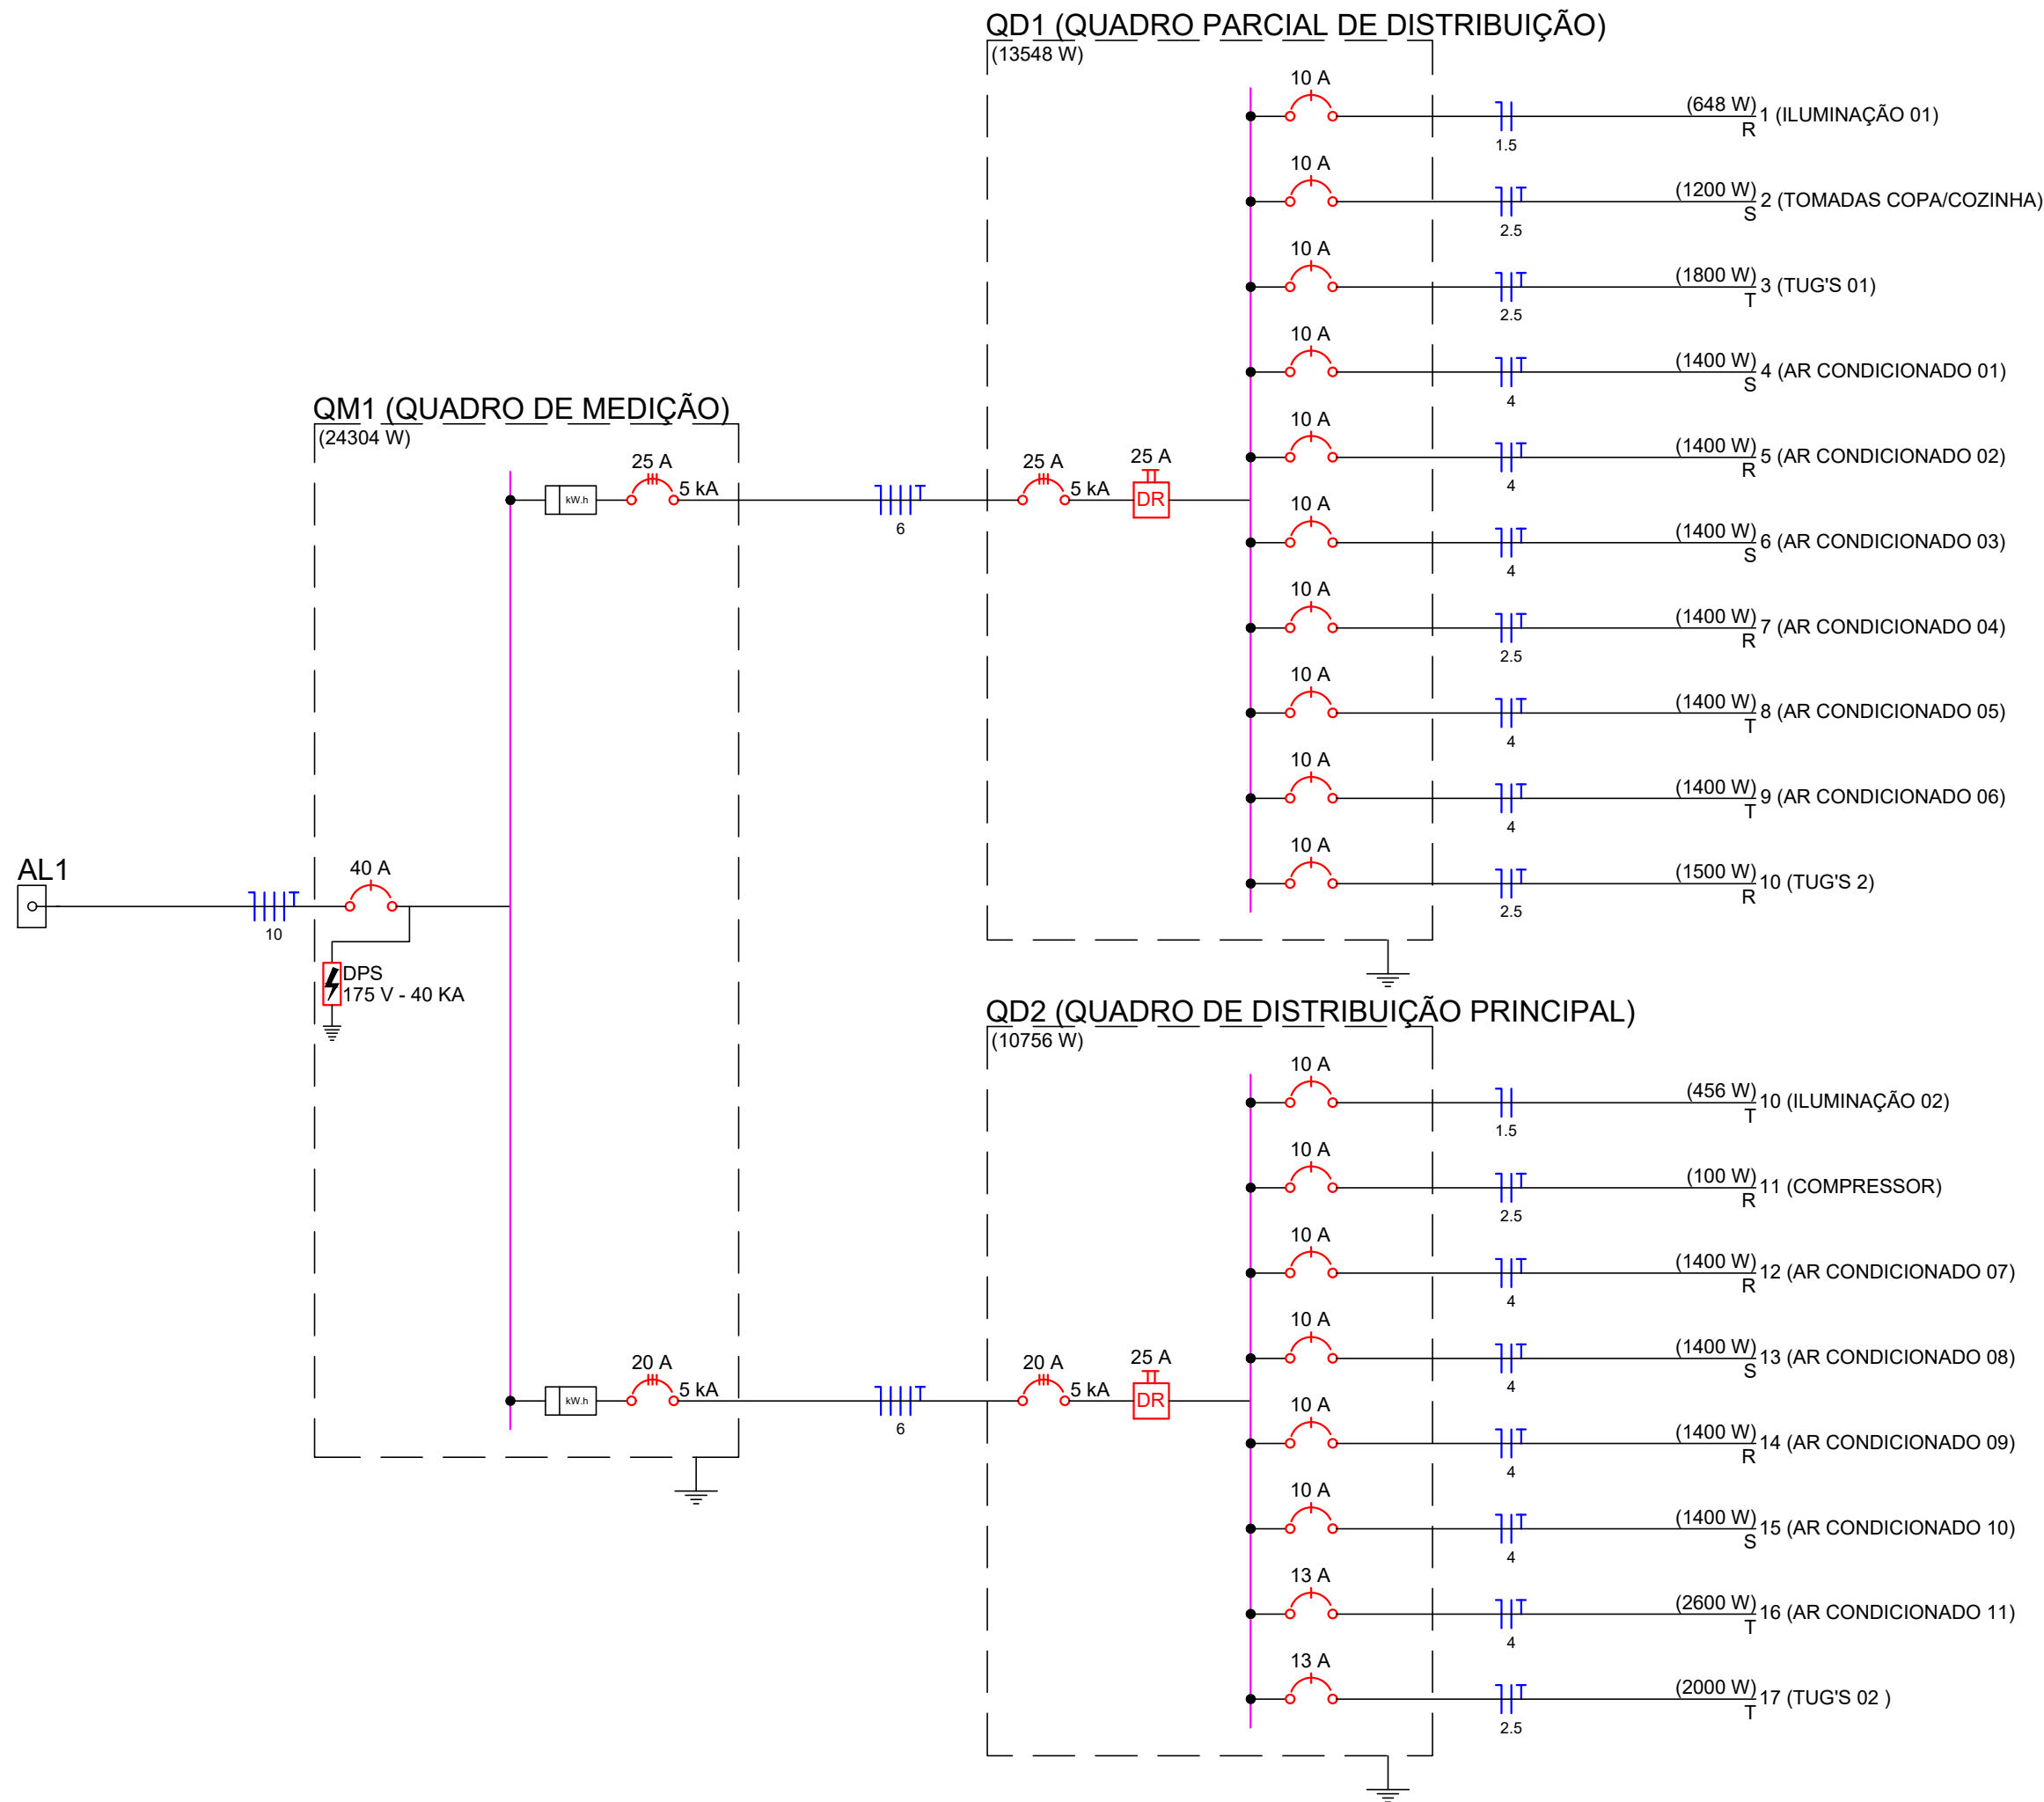 QD1 (QUADRO PARCIAL DE DISTRIBUIÇÃO)
(13548 W)
10 A
(648 W)
1 (ILUMINAÇÃO 01)
R
1.5
10 A
(1200 W)
2 (TOMADAS COPA/COZINHA)
S
2.5
10 A
(1800 W)
3 (TUG'S 01)
T
2.5
10 A
(1400 W)
4 (AR CONDICIONADO 01)
S
4
10 A
(1400 W)
5 (AR CONDICIONADO 02)
R
4
10 A
(1400 W)
6 (AR CONDICIONADO 03)
S
4
10 A
(1400 W)
7 (AR CONDICIONADO 04)
R
2.5
10 A
(1400 W)
8 (AR CONDICIONADO 05)
T
4
10 A
(1400 W)
9 (AR CONDICIONADO 06)
T
4
10 A
(1500 W)
10 (TUG'S 2)
R
2.5
25 A
5 kA
25 A
DR
QM1 (QUADRO DE MEDIÇÃO)
(24304 W)
kW.h
25 A
5 kA
6
AL1
10
40 A
DPS
175 V - 40 KA
kW.h
20 A
5 kA
6
QD2 (QUADRO DE DISTRIBUIÇÃO PRINCIPAL)
(10756 W)
20 A
5 kA
25 A
DR
10 A
(456 W)
10 (ILUMINAÇÃO 02)
T
1.5
10 A
(100 W)
11 (COMPRESSOR)
R
2.5
10 A
(1400 W)
12 (AR CONDICIONADO 07)
R
4
10 A
(1400 W)
13 (AR CONDICIONADO 08)
S
4
10 A
(1400 W)
14 (AR CONDICIONADO 09)
R
4
10 A
(1400 W)
15 (AR CONDICIONADO 10)
S
4
13 A
(2600 W)
16 (AR CONDICIONADO 11)
T
4
13 A
(2000 W)
17 (TUG'S 02 )
T
2.5